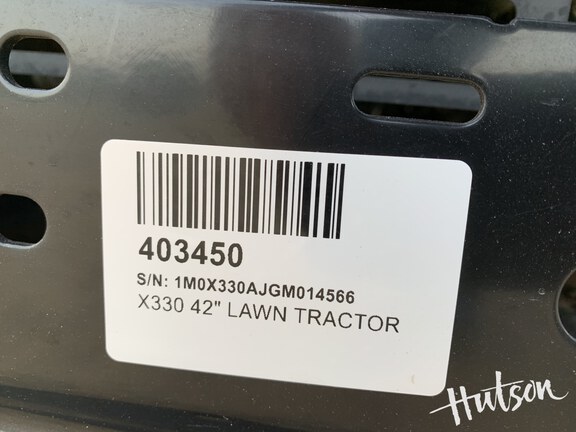 403450
S/N: 1M0X330AJGM014566
X330 42" LAWN TRACTOR
Hutson